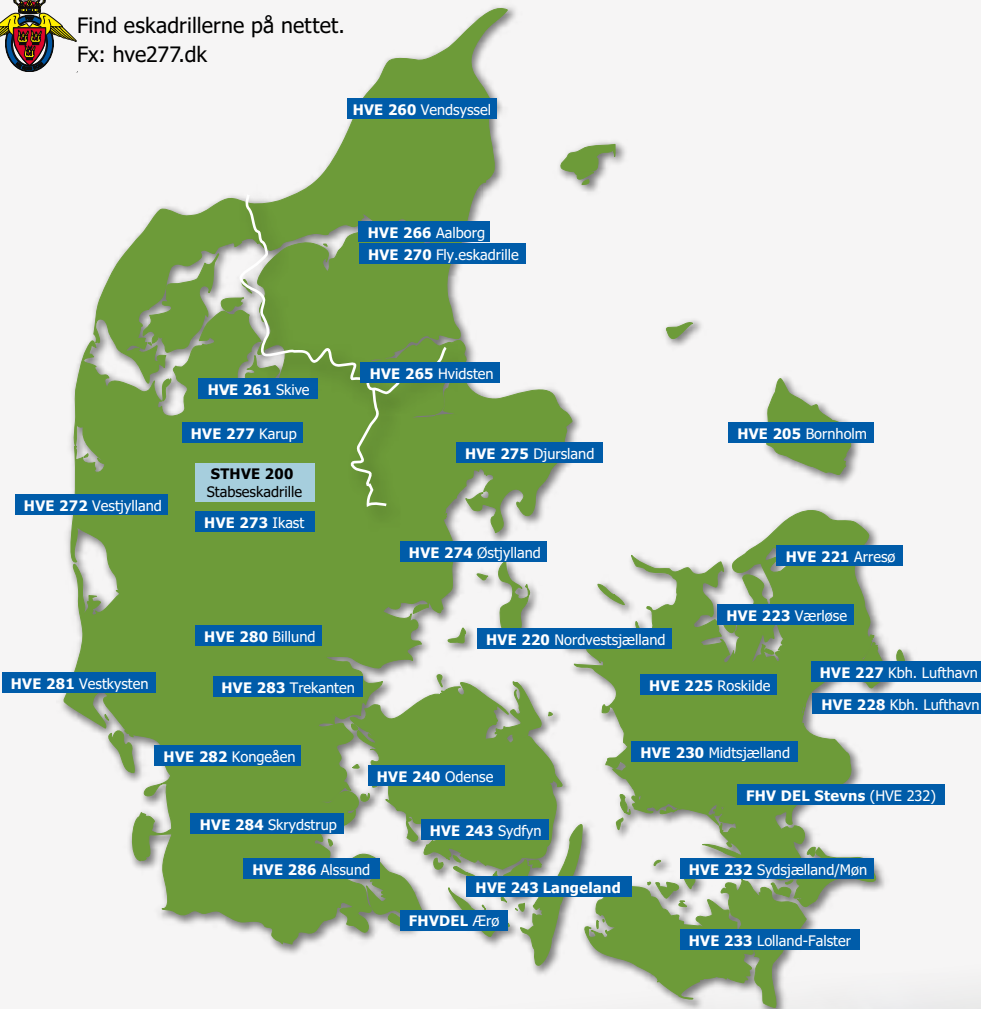 Find eskadrillerne på nettet.
Fx: hve277.dk
HVE 260 Vendsyssel
HVE 266 Aalborg
HVE 270 Fly.eskadrille
HVE 265 Hvidsten
HVE 261 Skive
HVE 277 Karup
HVE 205 Bornholm
HVE 275 Djursland
STHVE 200
Stabseskadrille
HVE 272 Vestjylland
HVE 273 Ikast
HVE 274 Østjylland
HVE 221 Arresø
HVE 223 Værløse
HVE 280 Billund
HVE 220 Nordvestsjælland
HVE 227 Kbh. Lufthavn
HVE 281 Vestkysten
HVE 283 Trekanten
HVE 225 Roskilde
HVE 228 Kbh. Lufthavn
HVE 230 Midtsjælland
HVE 282 Kongeåen
HVE 240 Odense
FHV DEL Stevns (HVE 232)
HVE 284 Skrydstrup
HVE 243 Sydfyn
HVE 286 Alssund
HVE 232 Sydsjælland/Møn
HVE 243 Langeland
FHVDEL Ærø
HVE 233 Lolland-Falster